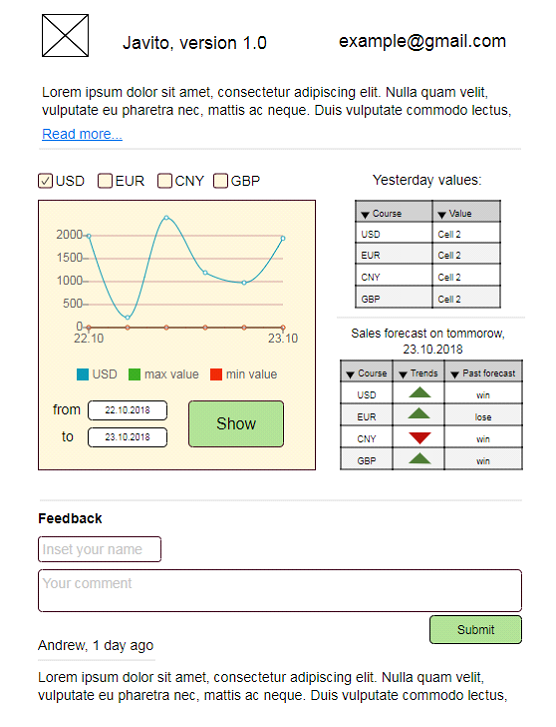 Javito, version 1.0
example@gmail.com
Lorem ipsum dolor sit amet, consectetur adipiscing elit. Nulla quam velit,
vulputate eu pharetra nec, mattis ac neque. Duis vulputate commodo lectus,
Read more...
USD EUR CNY GBP
2000
1500
1000
500
0
22.10 23.10
USD max value min value
from 22.10.2018
to 23.10.2018
Show
Yesterday values:
Course Value
USD Cell 2
EUR Cell 2
CNY Cell 2
GBP Cell 2
Sales forecast on tommorow,
23.10.2018
Course Trends Past forecast
USD win
EUR lose
CNY win
GBP win
Feedback
Inset your name
Your comment
Submit
Andrew, 1 day ago
Lorem ipsum dolor sit amet, consectetur adipiscing elit. Nulla quam velit,
vulputate eu pharetra nec, mattis ac neque. Duis vulputate commodo lectus,